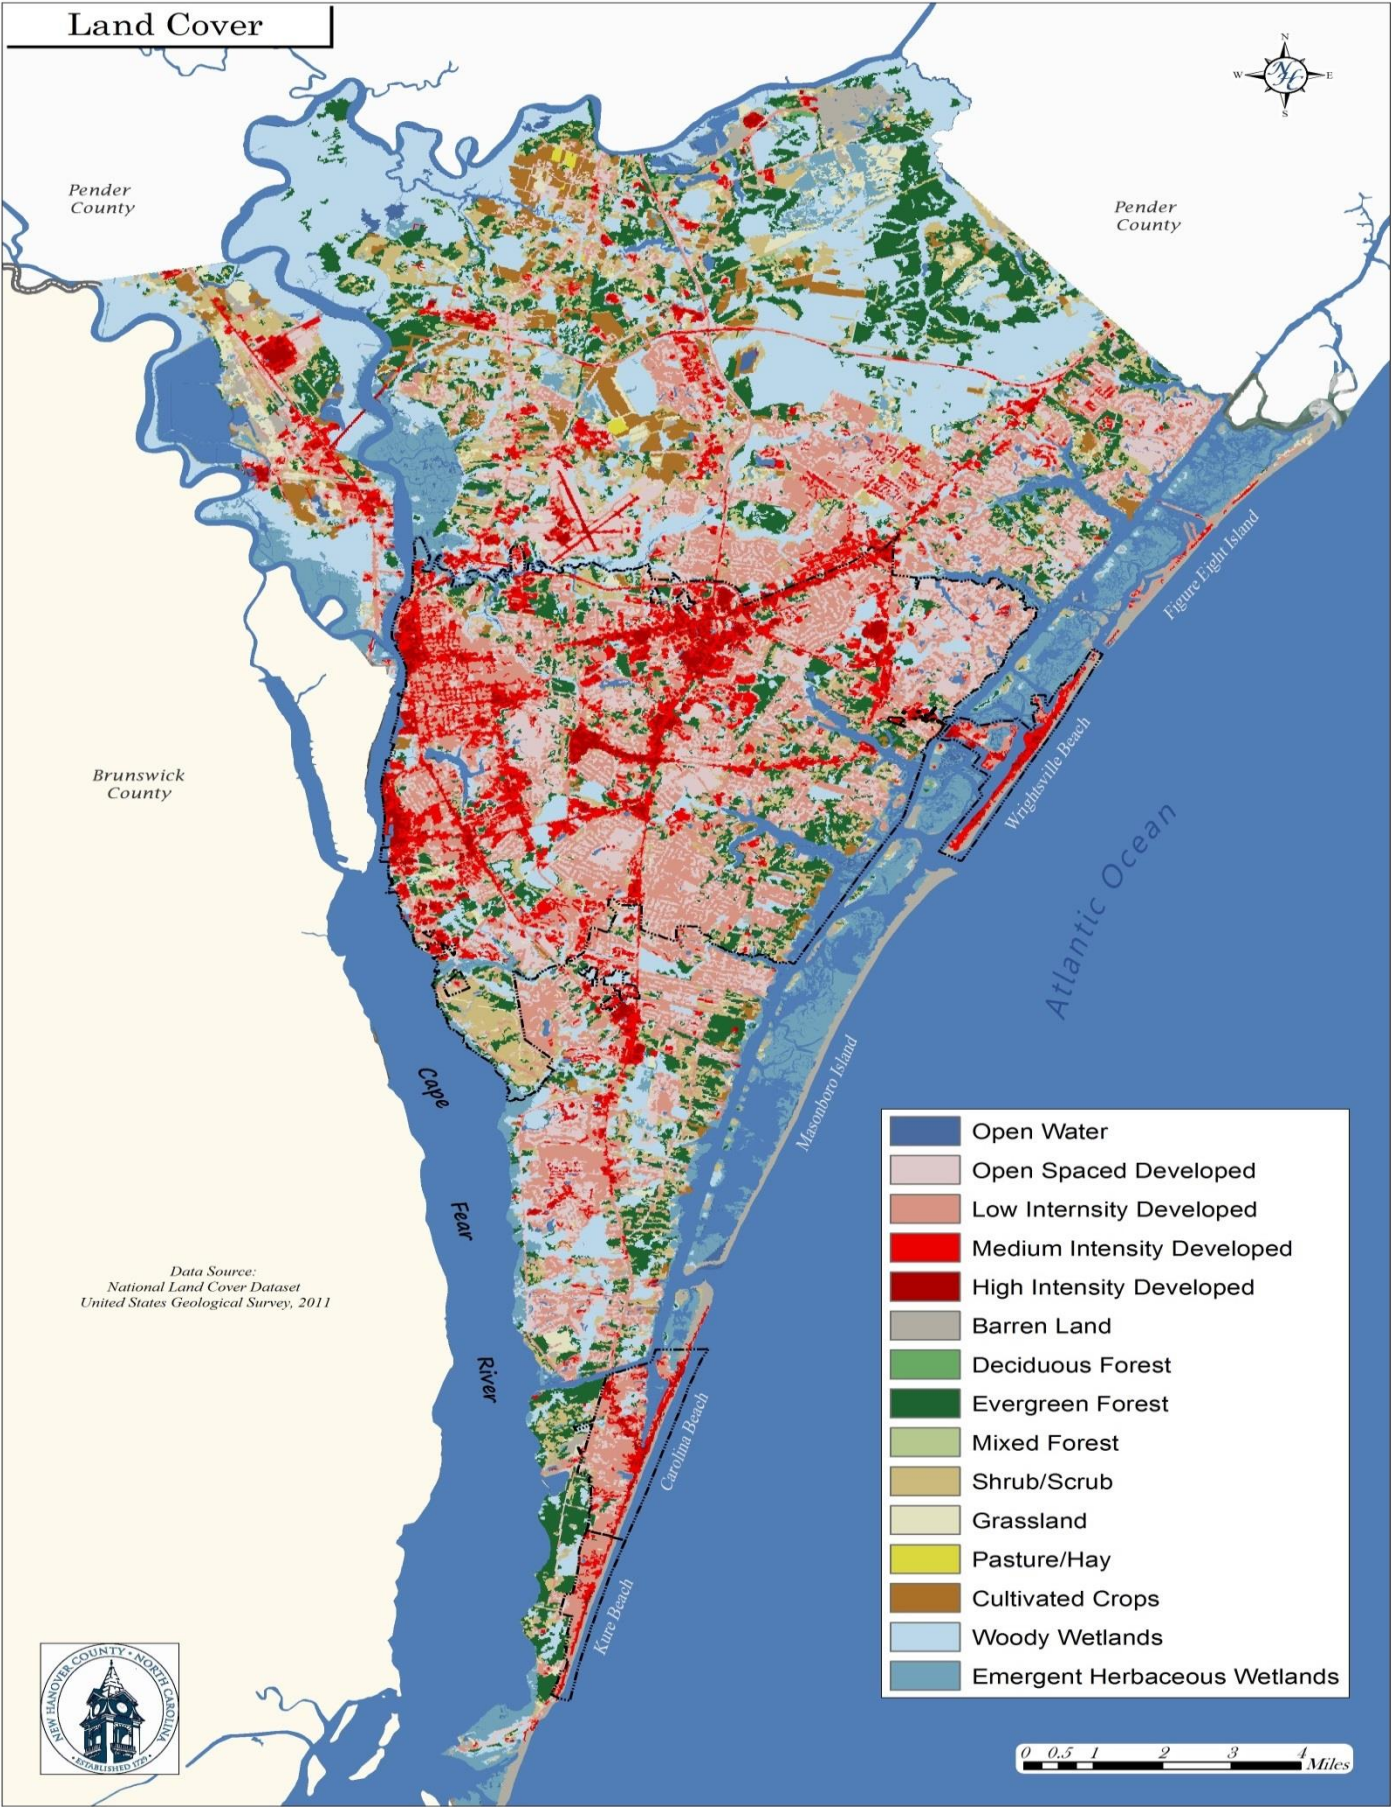 Land Cover
N
W
E
S
NH
Pender
County
Pender
County
Figure Eight Island
Brunswick
County
Wrightsville Beach
Atlantic Ocean
Masonboro Island
Cape
Fear
River
Data Source:
National Land Cover Dataset
United States Geological Survey, 2011
Carolina Beach
Kure Beach
Open Water
Open Spaced Developed
Low Internsity Developed
Medium Intensity Developed
High Intensity Developed
Barren Land
Deciduous Forest
Evergreen Forest
Mixed Forest
Shrub/Scrub
Grassland
Pasture/Hay
Cultivated Crops
Woody Wetlands
Emergent Herbaceous Wetlands
NEW HANOVER COUNTY • NORTH CAROLINA
• ESTABLISHED 1729 •
0 0.5 1 2 3 4
Miles